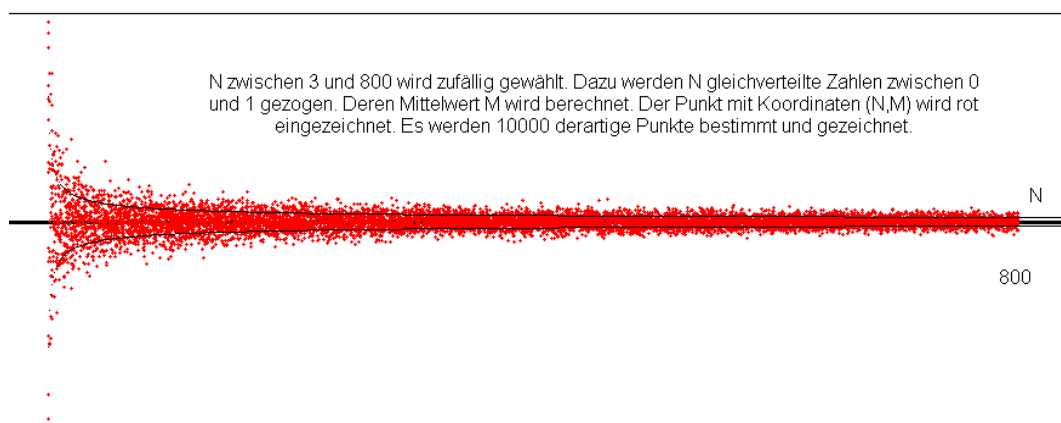 N zwischen 3 und 800 wird zufällig gewählt. Dazu werden N gleichverteilte Zahlen zwischen 0
und 1 gezogen. Deren Mittelwert M wird berechnet. Der Punkt mit Koordinaten (N,M) wird rot
eingezeichnet. Es werden 10000 derartige Punkte bestimmt und gezeichnet.
N
800